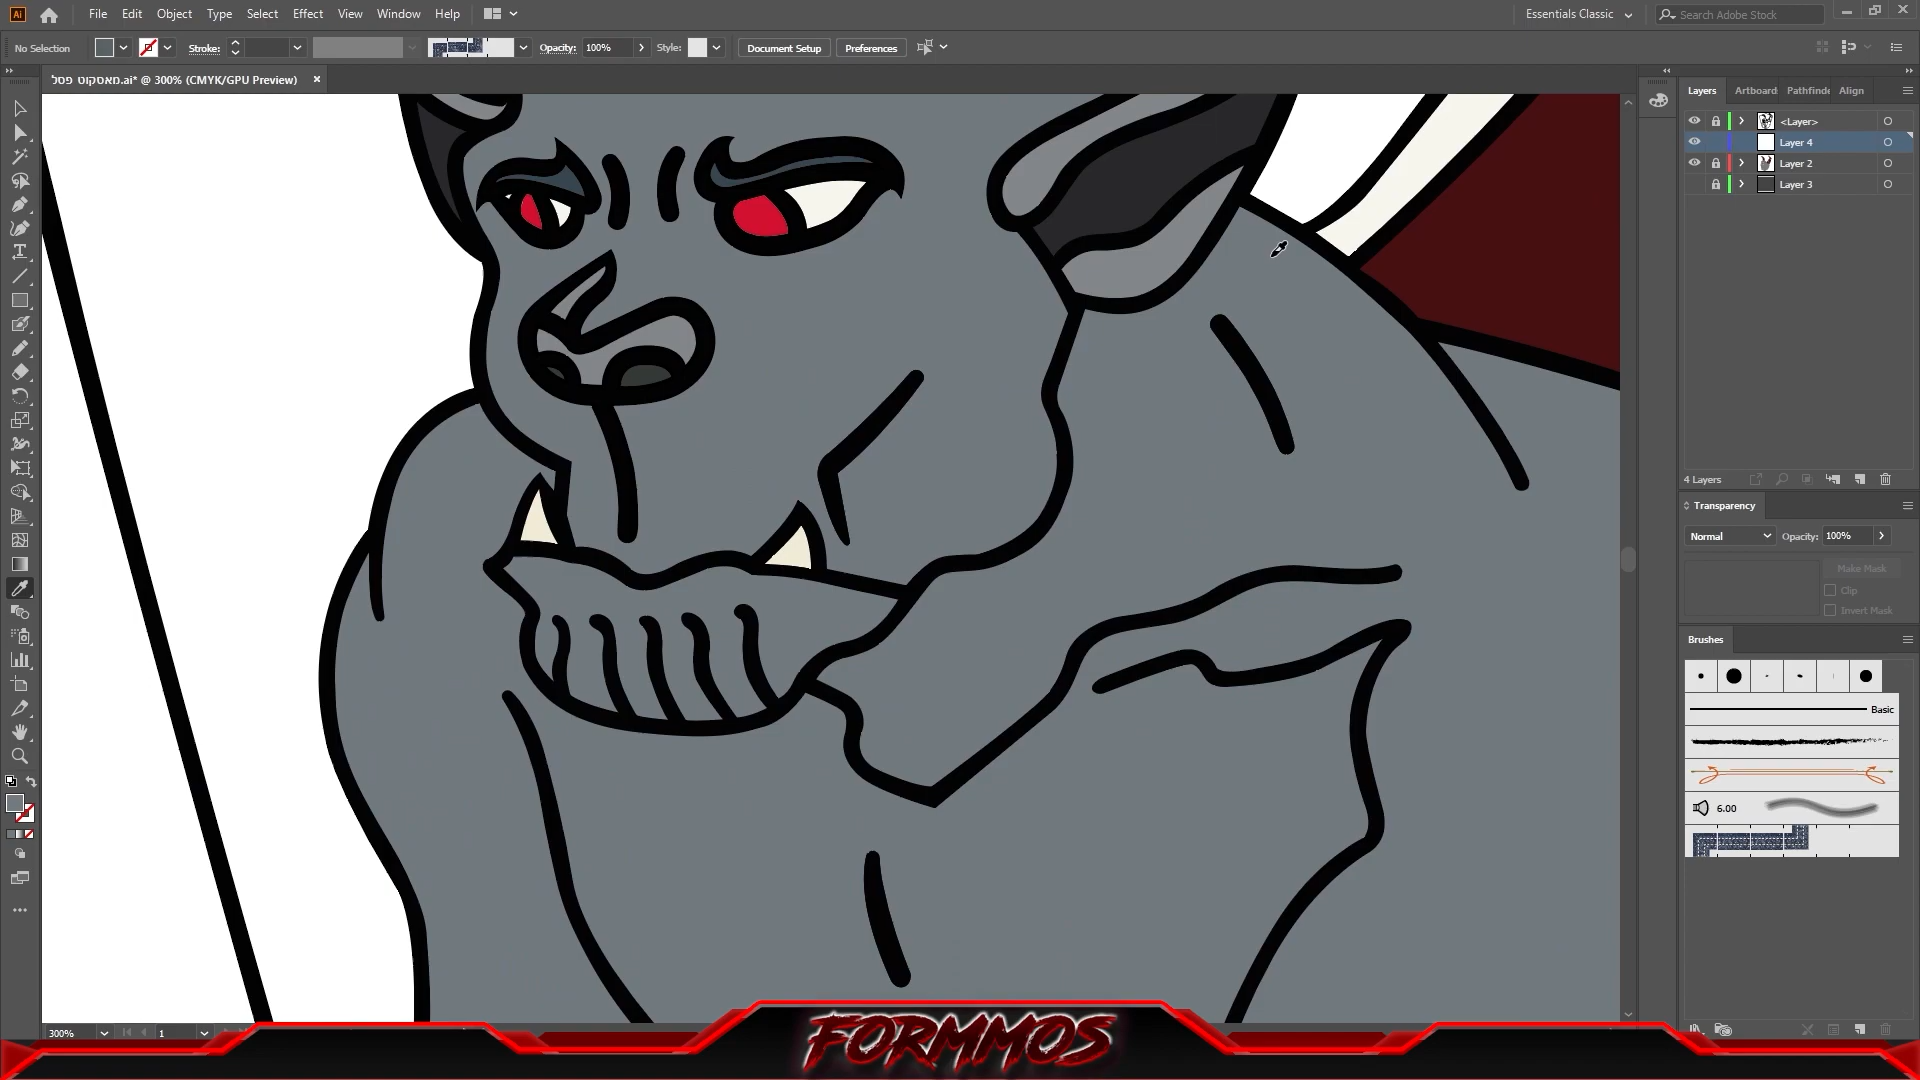 Ai File Edit Object Type Select Effect View Window Help Essentials Classic Search Adobe Stock
No Selection Stroke: Opacity: 100% Style: Document Setup Preferences
מאסקוט פסל.ai* @ 300% (CMYK/GPU Preview)
Layers Artboard Pathfinde Align
<Layer>
Layer 4
Layer 2
Layer 3
4 Layers
Transparency
Normal Opacity: 100%
Make Mask
Clip
Invert Mask
Brushes
Basic
6.00
300% 1
FORMMOS